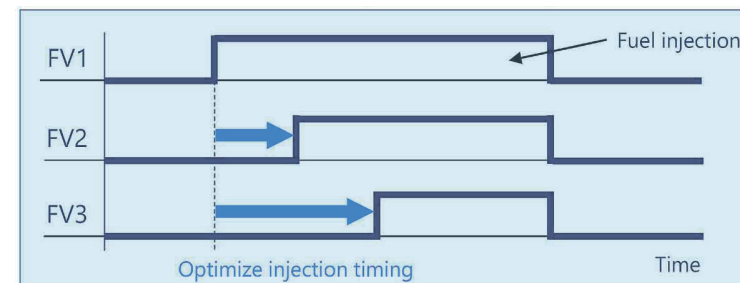 FV1
Fuel injection
FV2
FV3
Optimize injection timing
Time